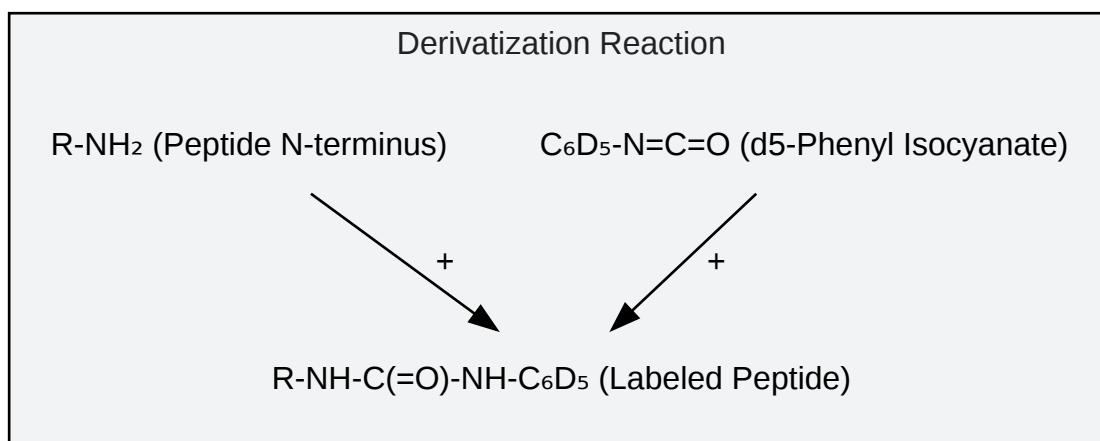 Derivatization Reaction
R-NH₂ (Peptide N-terminus) C₆D₅-N=C=O (d5-Phenyl Isocyanate)
+ +
R-NH-C(=O)-NH-C₆D₅ (Labeled Peptide)